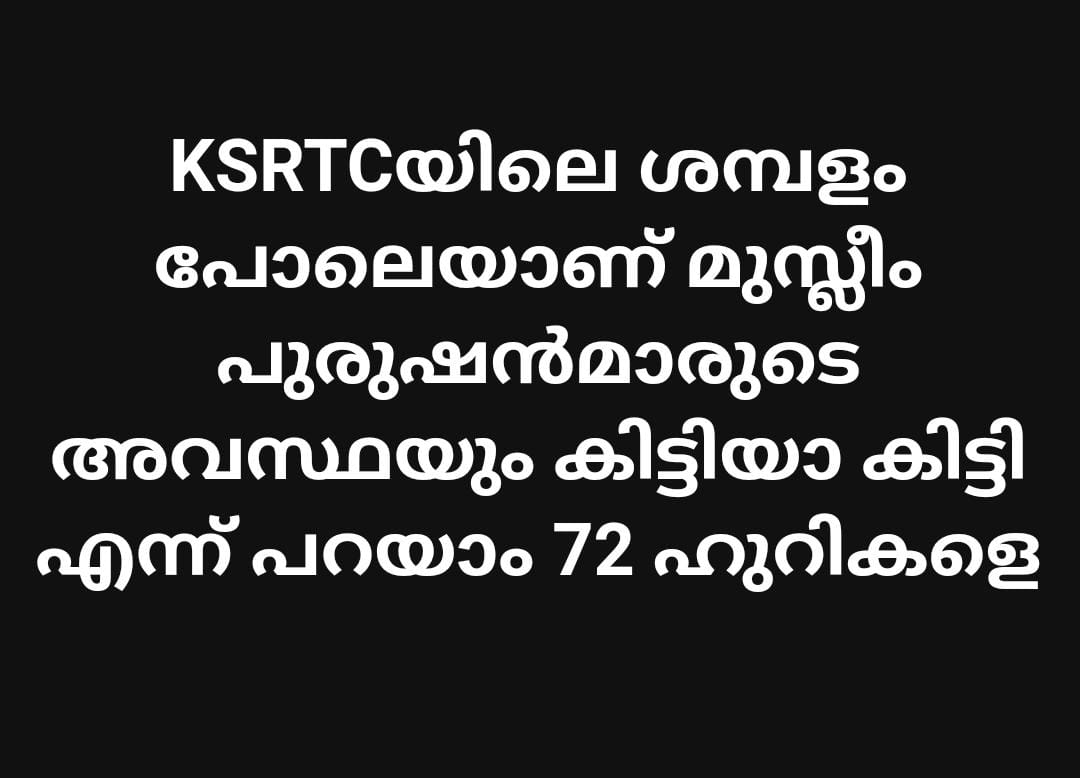 KSRTCയിലെ ശമ്പളം
പോലെയാണ് മുസ്ലീം
പുരുഷൻമാരുടെ
അവസ്ഥയും കിട്ടിയാ കിട്ടി
എന്ന് പറയാം 72 ഹുറികളെ